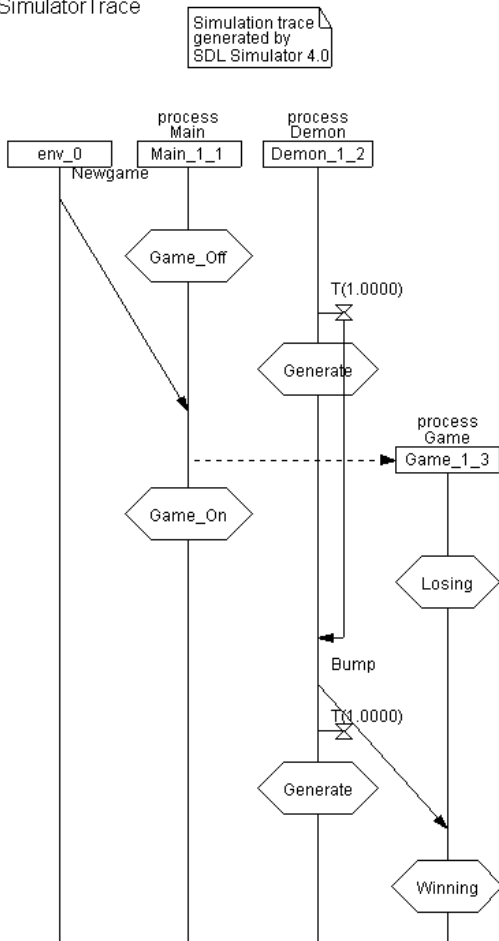 SimulatorTrace
Simulation trace
generated by
SDL Simulator 4.0
process
Main
process
Demon
env_0
Main_1_1
Demon_1_2
Newgame
Game_Off
T(1.0000)
Generate
process
Game
Game_1_3
Game_On
Losing
Bump
T(1.0000)
Generate
Winning